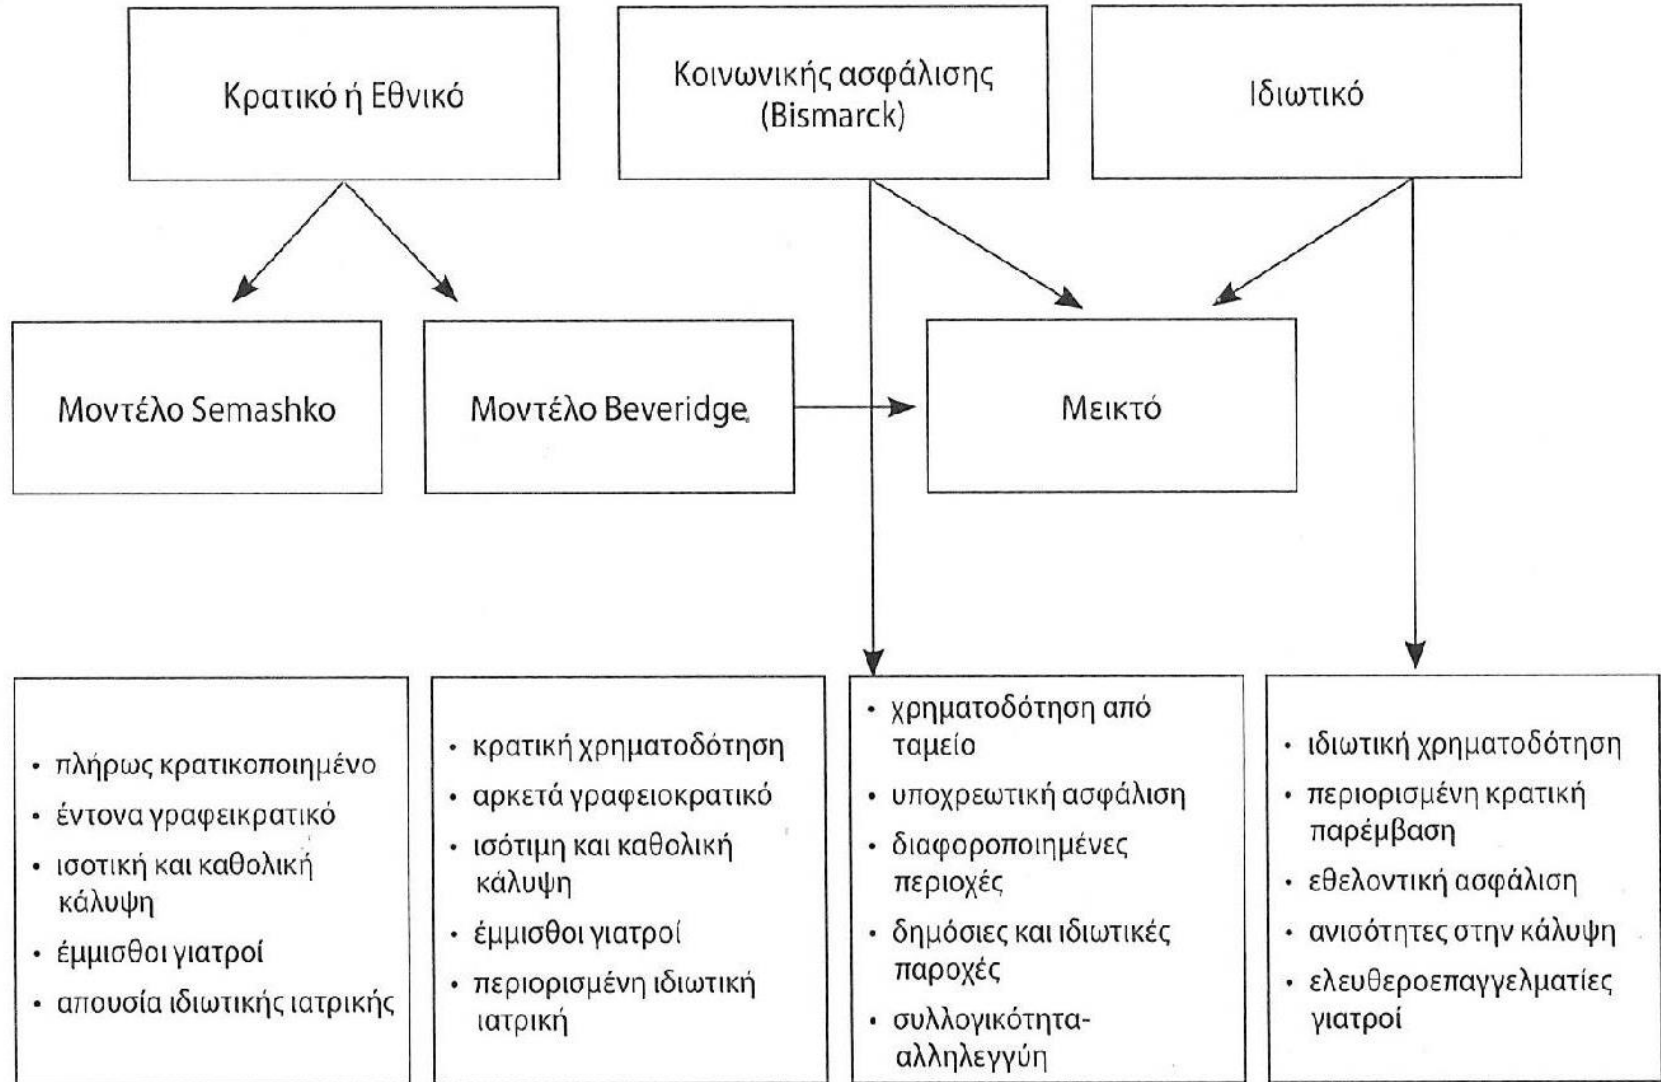 Κρατικό ή Εθνικό
Κοινωνικής ασφάλισης
(Bismarck)
Ιδιωτικό
Μοντέλο Semashko
Μοντέλο Beveridge
Μεικτό
• πλήρως κρατικοποιημένο
• έντονα γραφεικρατικό
• ισοτική και καθολική
κάλυψη
• έμμισθοι γιατροί
• απουσία ιδιωτικής ιατρικής
• κρατική χρηματοδότηση
• αρκετά γραφειοκρατικό
• ισότιμη και καθολική
κάλυψη
• έμμισθοι γιατροί
• περιορισμένη ιδιωτική
ιατρική
• χρηματοδότηση από
ταμείο
• υποχρεωτική ασφάλιση
• διαφοροποιημένες
περιοχές
• δημόσιες και ιδιωτικές
παροχές
• συλλογικότητα-
αλληλεγγύη
• ιδιωτική χρηματοδότηση
• περιορισμένη κρατική
παρέμβαση
• εθελοντική ασφάλιση
• ανισότητες στην κάλυψη
• ελευθεροεπαγγελματίες
γιατροί